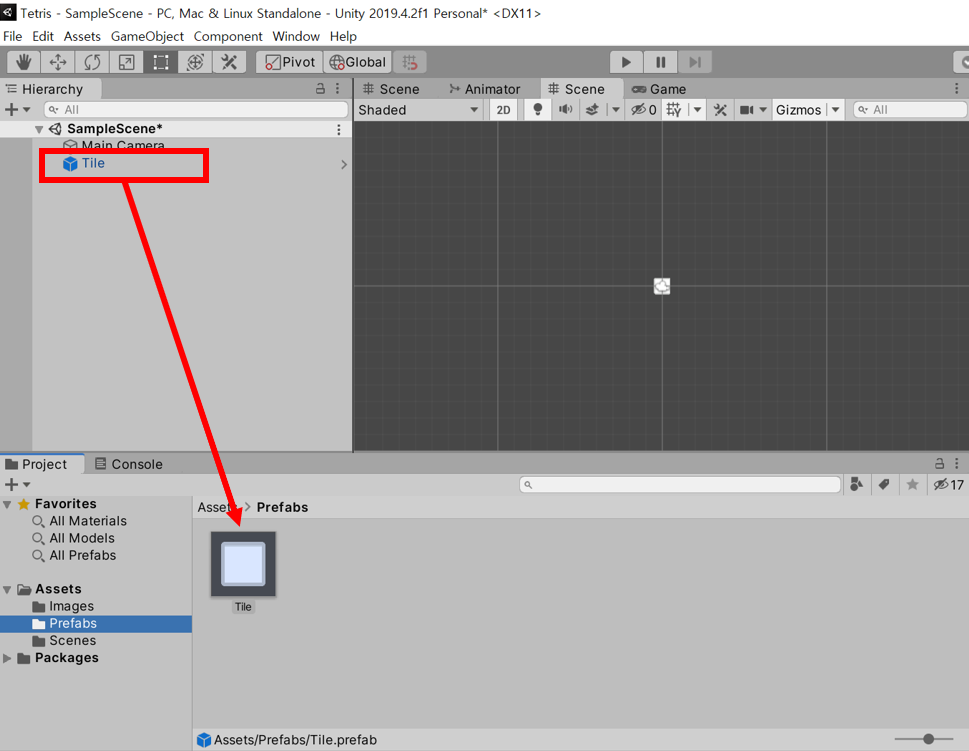 Tetris - SampleScene - PC, Mac & Linux Standalone - Unity 2019.4.2f1 Personal* <DX11>
File Edit Assets GameObject Component Window Help
Pivot Global
Hierarchy Scene Animator Scene Game
All Shaded 2D 0 Gizmos All
SampleScene*
Main Camera
Tile
Project Console
17
Favorites
All Materials
All Models
All Prefabs
Assets
Images
Prefabs
Scenes
Packages
Assets > Prefabs
Tile
Assets/Prefabs/Tile.prefab